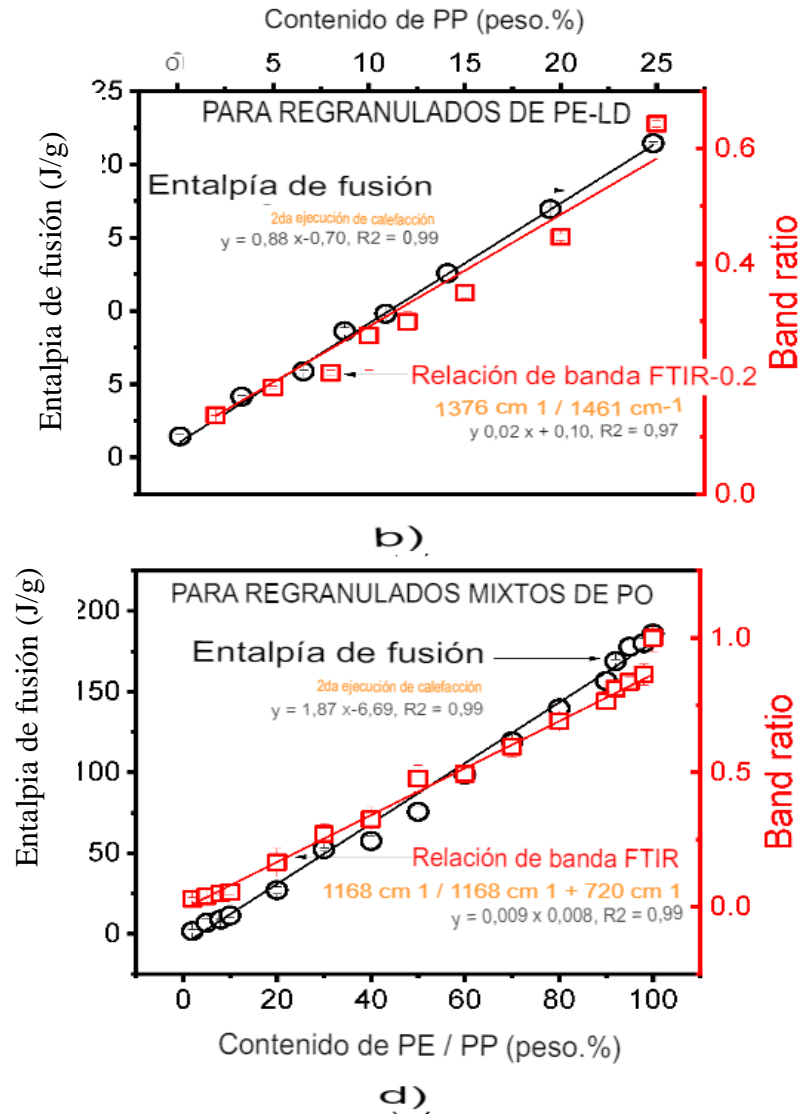 Contenido de PP (peso.%)
0 5 10 15 20 25
PARA REGRANULADOS DE PE-LD
Entalpía de fusión
2da ejecución de calefacción
y = 0,88 x-0,70, R2 = 0,99
Relación de banda FTIR-0.2
1376 cm 1 / 1461 cm-1
y 0,02 x + 0,10, R2 = 0,97
Entalpia de fusión (J/g)
25
20
5
0
5
0
0.6
0.4
0.0
Band ratio
b)
PARA REGRANULADOS MIXTOS DE PO
Entalpía de fusión
2da ejecución de calefacción
y = 1,87 x-6,69, R2 = 0,99
Relación de banda FTIR
1168 cm 1 / 1168 cm 1 + 720 cm 1
y = 0,009 x 0,008, R2 = 0,99
Entalpia de fusión (J/g)
200
150
100
50
0
1.0
0.5
0.0
Band ratio
0 20 40 60 80 100
Contenido de PE / PP (peso.%)
d)